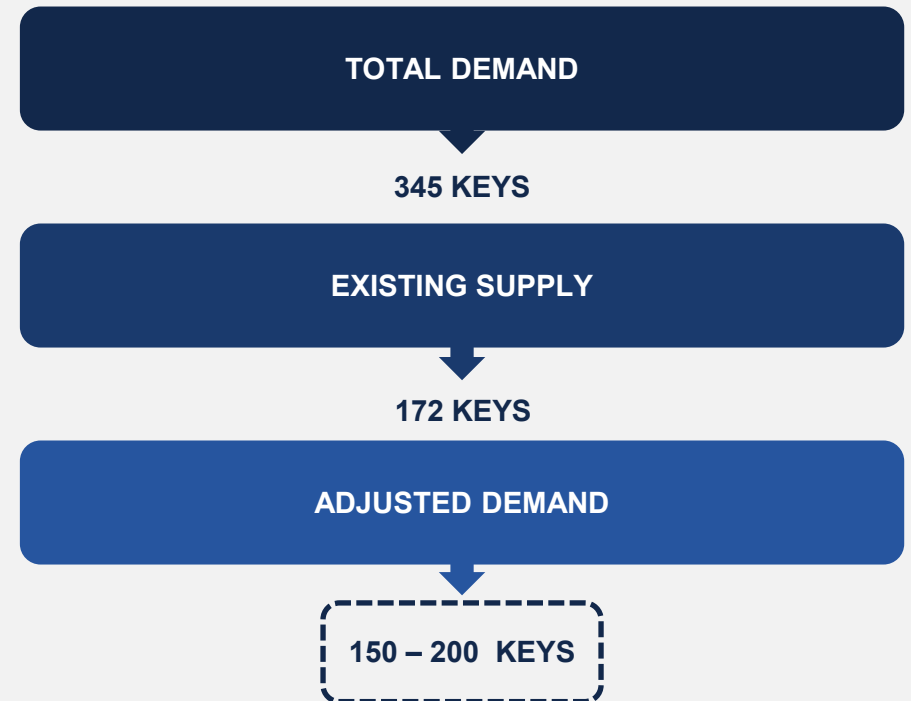 TOTAL DEMAND
345 KEYS
EXISTING SUPPLY
172 KEYS
ADJUSTED DEMAND
150 – 200  KEYS